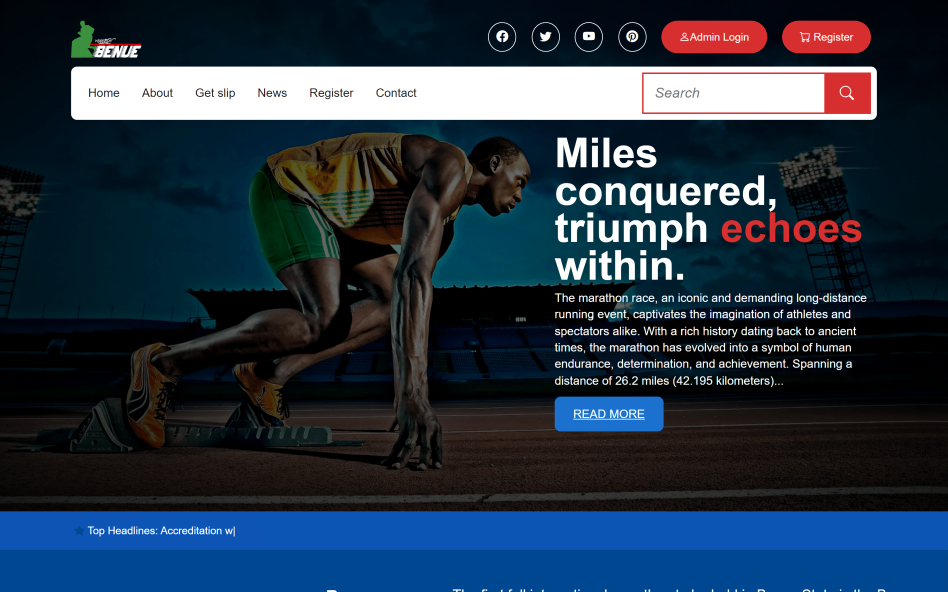 BENUE
Admin Login
Register
Home
About
Get slip
News
Register
Contact
Search
Miles
conquered,
triumph echoes
within.
The marathon race, an iconic and demanding long-distance
running event, captivates the imagination of athletes and
spectators alike. With a rich history dating back to ancient
times, the marathon has evolved into a symbol of human
endurance, determination, and achievement. Spanning a
distance of 26.2 miles (42.195 kilometers)...
READ MORE
Top Headlines: Accreditation w|